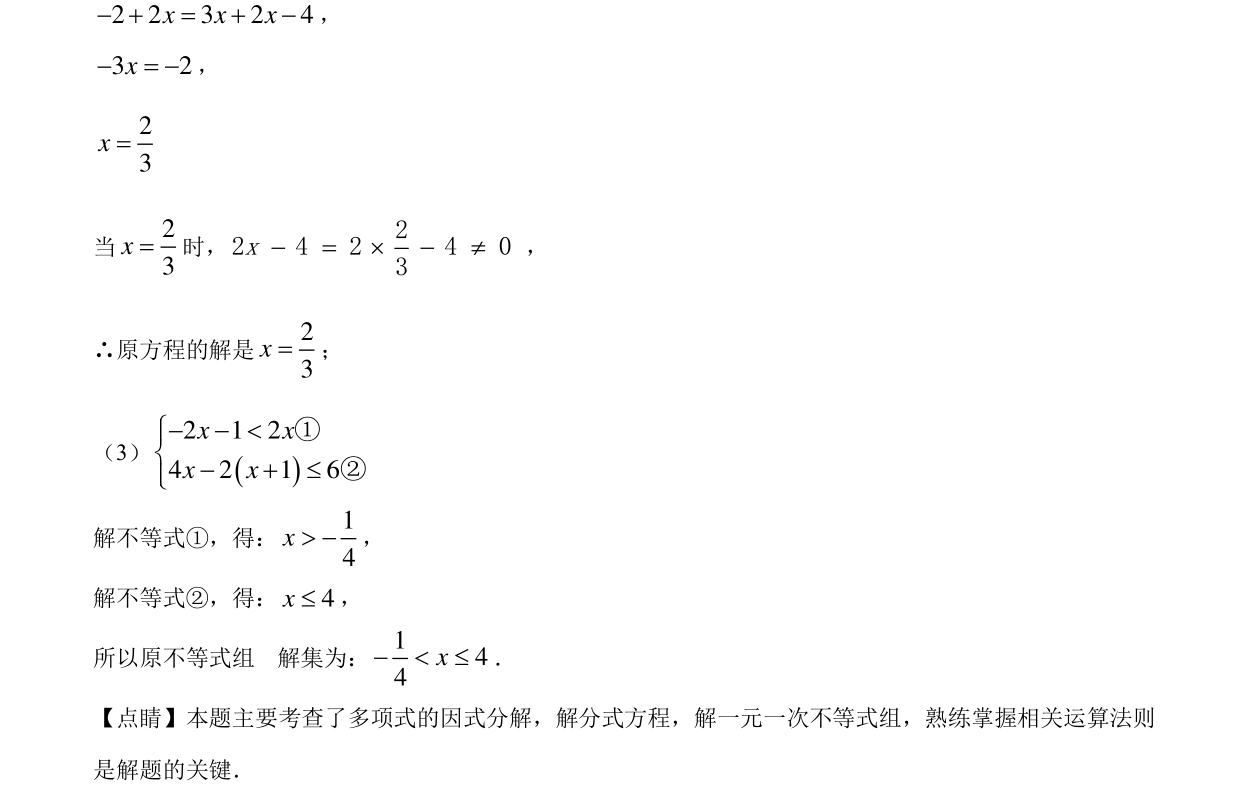 −2+2x=3x+2x−4，
−3x=−2，
x=2/3
当 x=2/3 时，2x − 4 = 2 × 2/3 − 4 ≠ 0 ，
∴原方程的解是 x=2/3；
（3）{−2x−1<2x①
4x−2(x+1)≤6②
解不等式①，得：x>−1/4，
解不等式②，得：x≤4，
所以原不等式组 解集为：−1/4<x≤4．
【点睛】本题主要考查了多项式的因式分解，解分式方程，解一元一次不等式组，熟练掌握相关运算法则
是解题的关键．